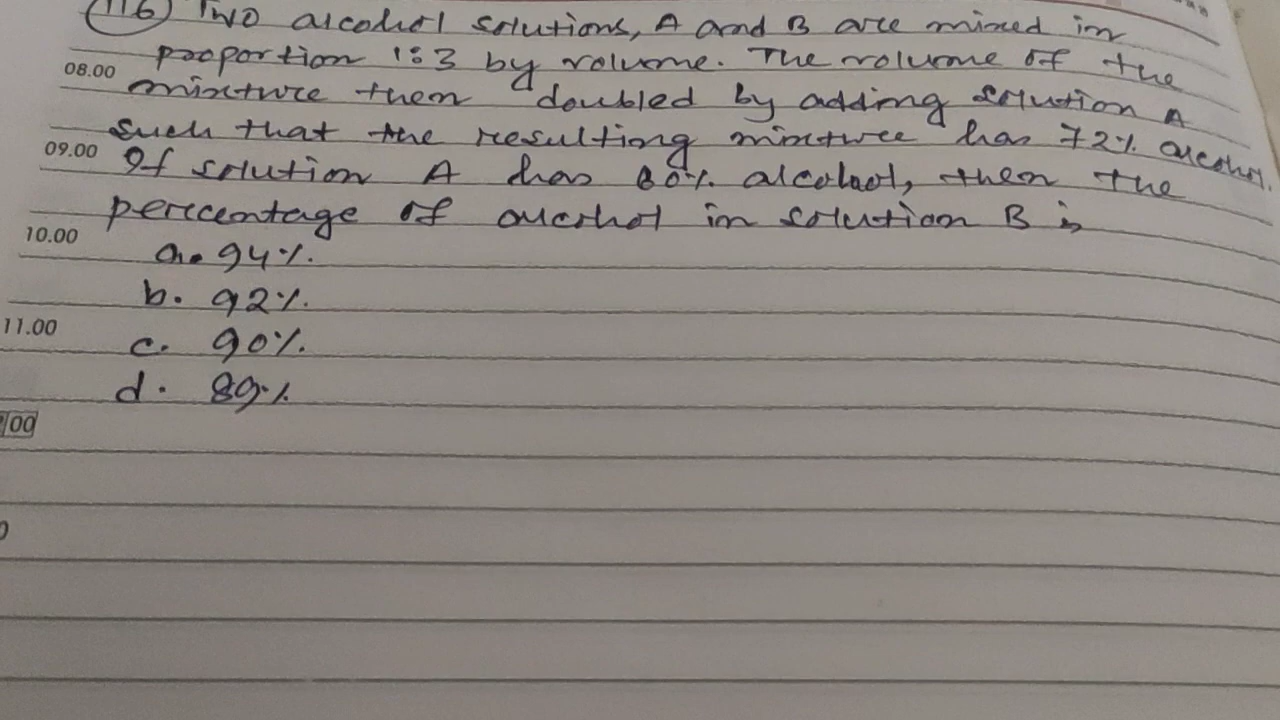 (116) Two alcohol solutions, A and B are mixed in
proportion 1:3 by volume. The volume of the
08.00
mixture then doubled by adding solution A
such that the resulting mixture has 72% alcohol.
09.00
If solution A has 60% alcohol, then the
percentage of alcohol in solution B is
10.00
a. 94%.
b. 92%.
11.00
c. 90%.
d. 89%
00